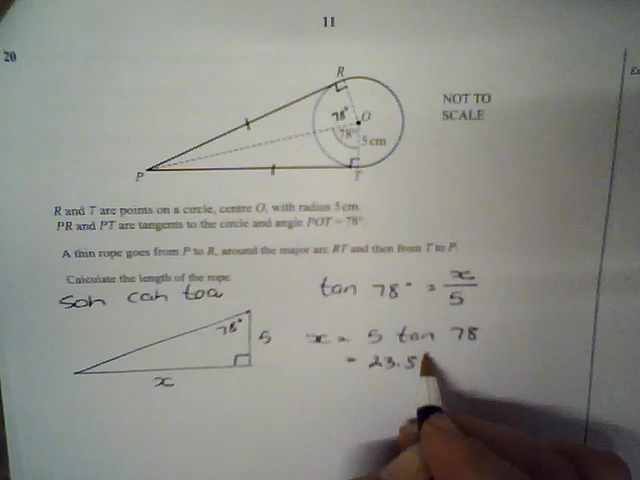 11
20
R
78°
O
NOT TO
SCALE
78°
5 cm
P
T
R and T are points on a circle, centre O, with radius 5 cm.
PR and PT are tangents to the circle and angle POT = 78°.
A thin rope goes from P to R, around the major arc RT and then from T to P.
Calculate the length of the rope.
soh cah toa
tan 78° = x/5
78°
5
x
x = 5 tan 78
= 23.5